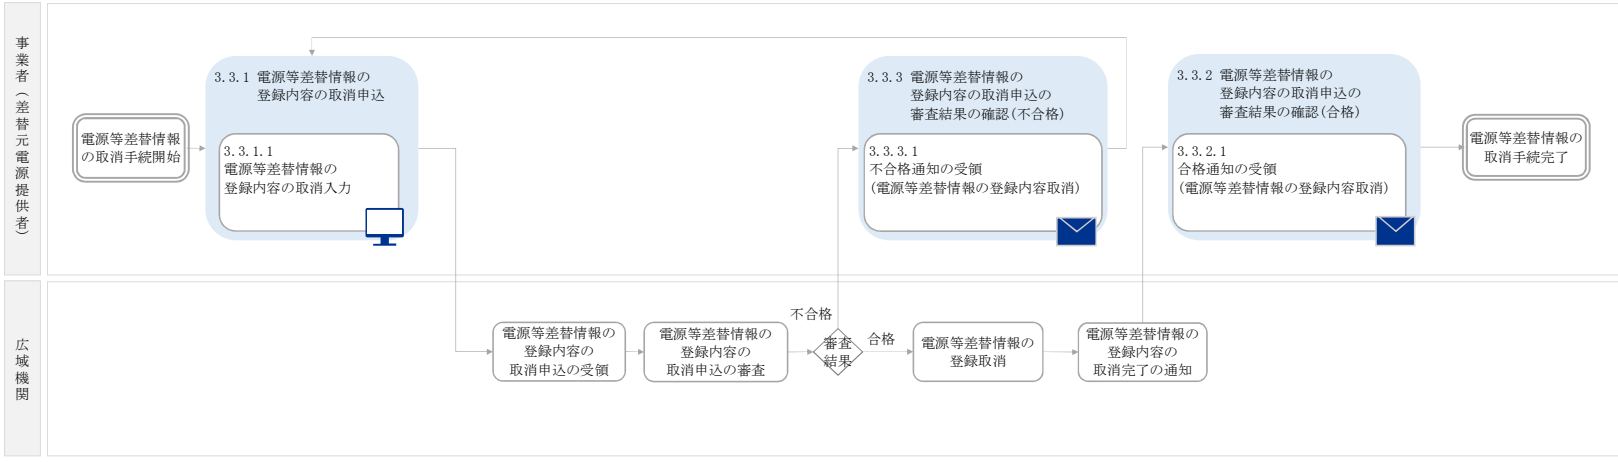 事業者（差替元電源提供者）
電源等差替情報
の取消手続開始
3.3.1 電源等差替情報の
登録内容の取消申込
3.3.1.1
電源等差替情報の
登録内容の取消入力
3.3.3 電源等差替情報の
登録内容の取消申込の
審査結果の確認(不合格)
3.3.3.1
不合格通知の受領
(電源等差替情報の登録内容取消)
3.3.2 電源等差替情報の
登録内容の取消申込の
審査結果の確認(合格)
3.3.2.1
合格通知の受領
(電源等差替情報の登録内容取消)
電源等差替情報の
取消手続完了
広域機関
電源等差替情報の
登録内容の
取消申込の受領
電源等差替情報の
登録内容の
取消申込の審査
不合格
審査
結果
合格
電源等差替情報の
登録取消
電源等差替情報の
登録内容の
取消完了の通知